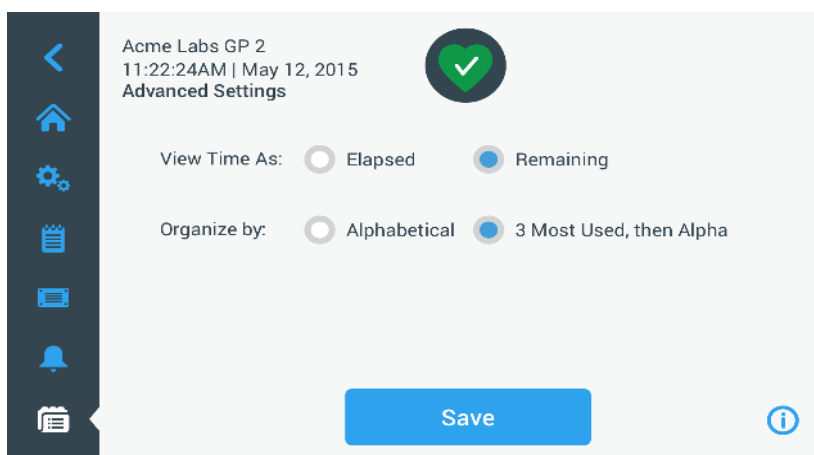 Acme Labs GP 2
11:22:24AM | May 12, 2015
Advanced Settings
View Time As: Elapsed Remaining
Organize by: Alphabetical 3 Most Used, then Alpha
Save